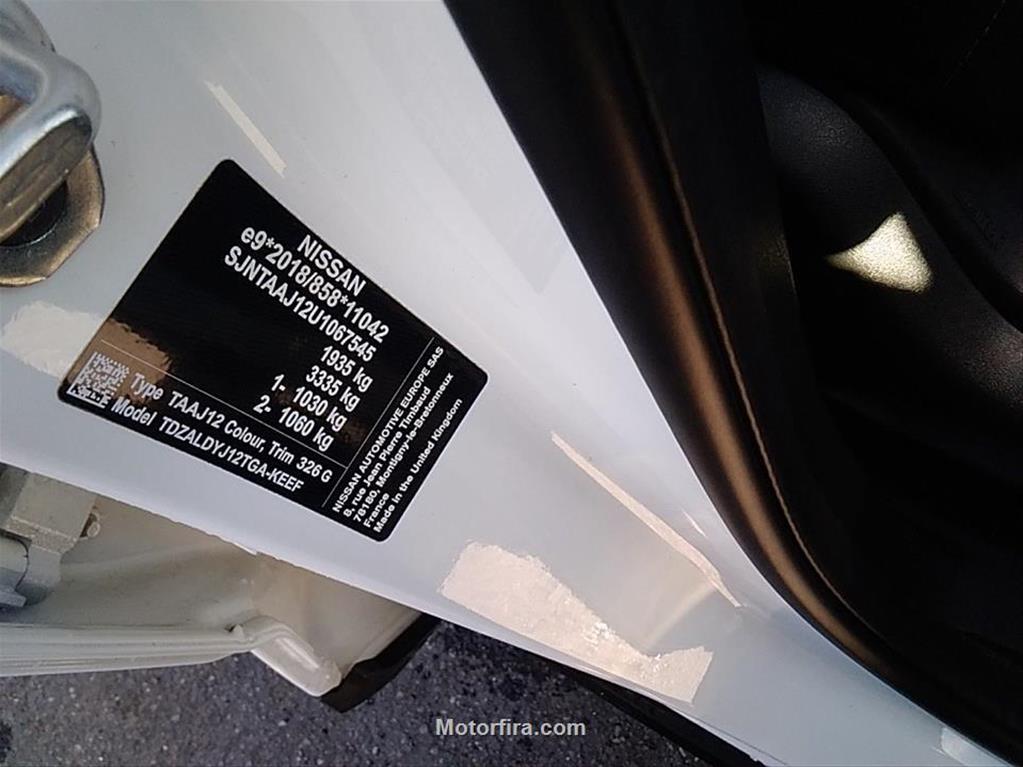 NISSAN
e9*2018/858*11042
SJNTAAJ12U1067545
1935 kg
3335 kg
1- 1030 kg
2- 1060 kg
Type TAAJ12 Colour, Trim 326 G
Model TDZALDYJ12TGA-KEEF
NISSAN AUTOMOTIVE EUROPE SAS
8, rue Jean Pierre Timbaud
78180, Montigny-le-Bretonneux
France
Made in the United Kingdom
Motorfira.com